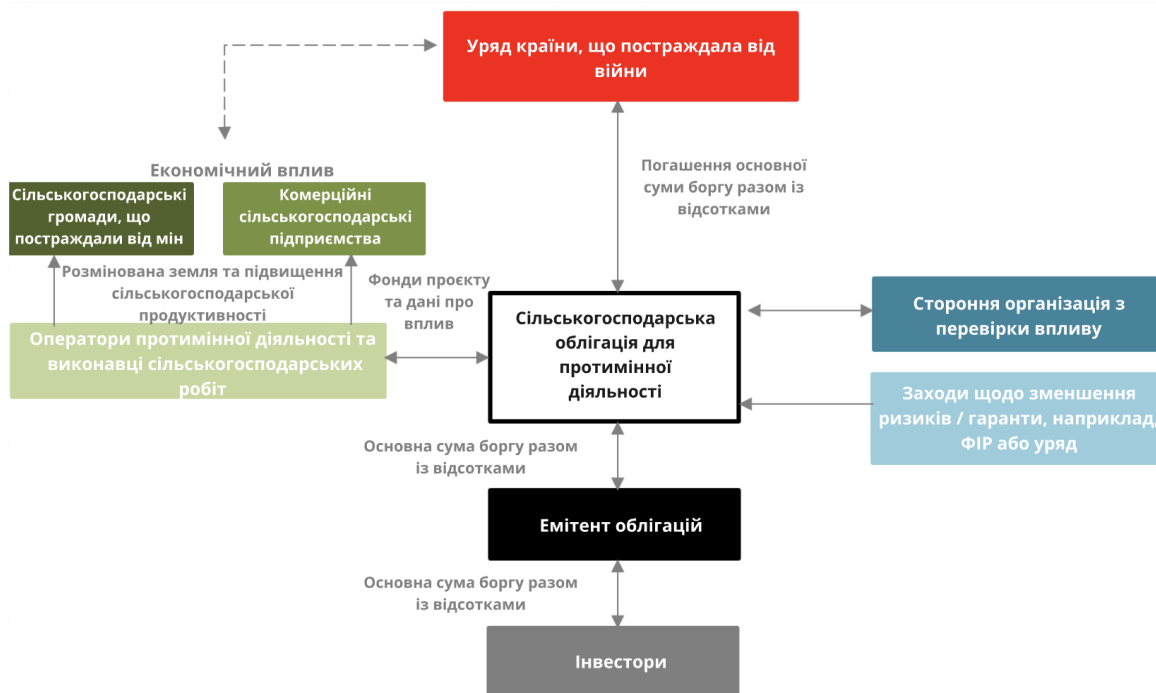 Уряд країни, що постраждала від
війни
Погашення основної
суми боргу разом із
відсотками
Економічний вплив
Сільськогосподарські
громади, що
постраждали від мін
Комерційні
сільськогосподарські
підприємства
Розмінована земля та підвищення
сільськогосподарської
продуктивності
Фонди проєкту
та дані про
вплив
Оператори протимінної діяльності та
виконавці сільськогосподарських
робіт
Сільськогосподарська
облігація для
протимінної
діяльності
Стороння організація з
перевірки впливу
Заходи щодо зменшення
ризиків / гаранти, наприклад,
ФІР або уряд
Основна сума боргу разом
із відсотками
Емітент облігацій
Основна сума боргу разом
із відсотками
Інвестори